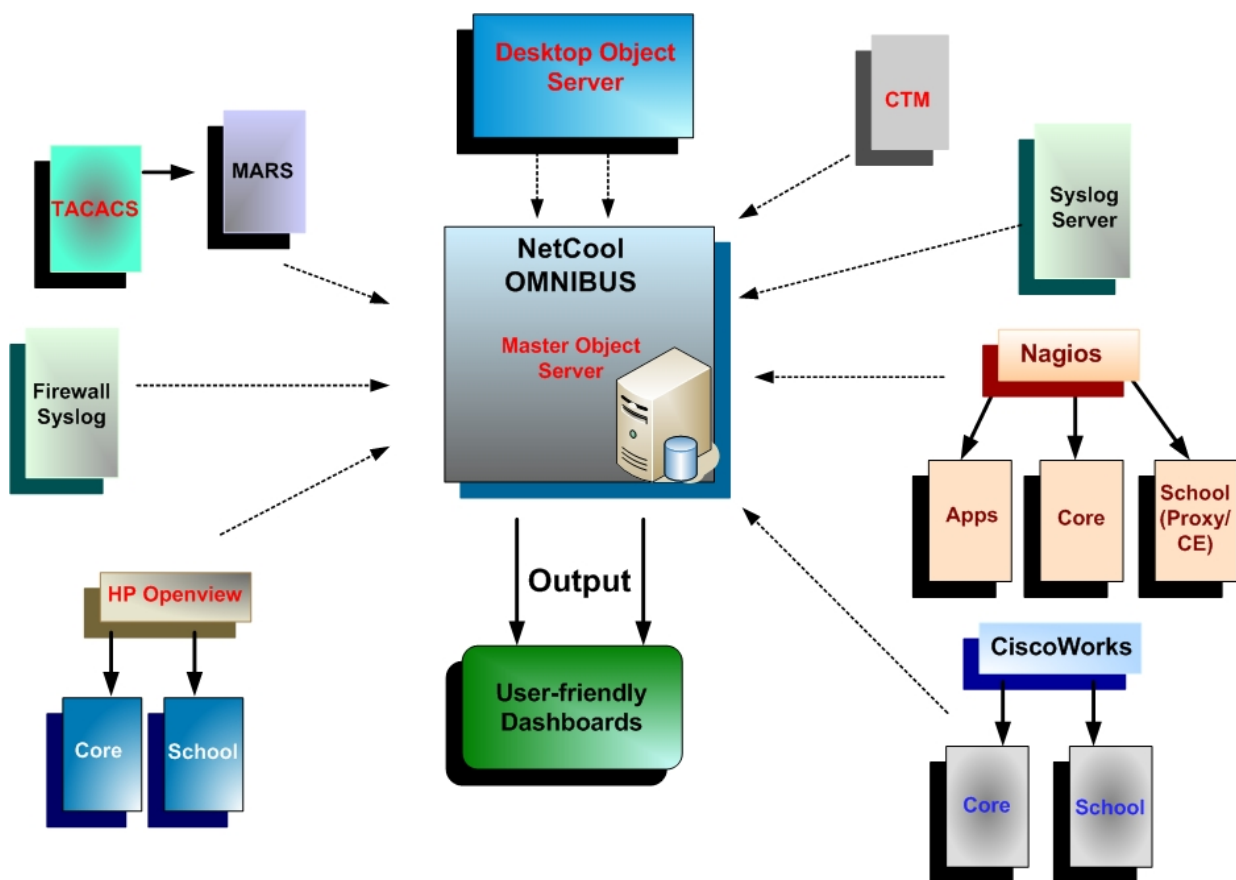 Desktop Object
Server
CTM
MARS
TACACS
Syslog
Server
NetCool
OMNIBUS
Master Object
Server
Nagios
Firewall
Syslog
Apps
Core
School
(Proxy/
CE)
Output
HP Openview
CiscoWorks
User-friendly
Dashboards
Core
School
Core
School